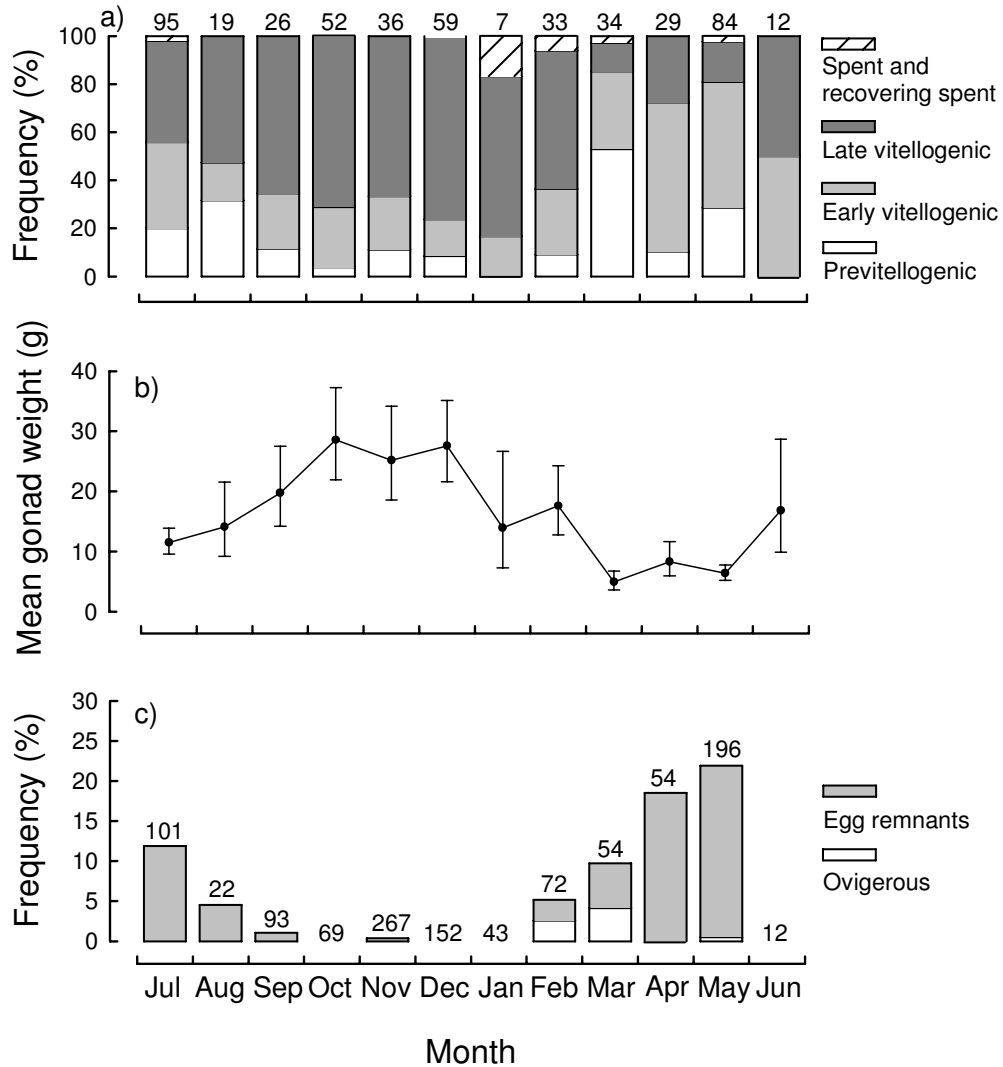 a) 95 19 26 52 36 59 7 33 34 29 84 12
Frequency (%)
100
80
60
40
20
0
Spent and
recovering spent
Late vitellogenic
Early vitellogenic
Previtellogenic
b)
Mean gonad weight (g)
40
30
20
10
0
c)
Frequency (%)
30
25
20
15
10
5
0
101 22 93 69 267 152 43 72 54 54 196 12
Egg remnants
Ovigerous
Jul Aug Sep Oct Nov Dec Jan Feb Mar Apr May Jun
Month